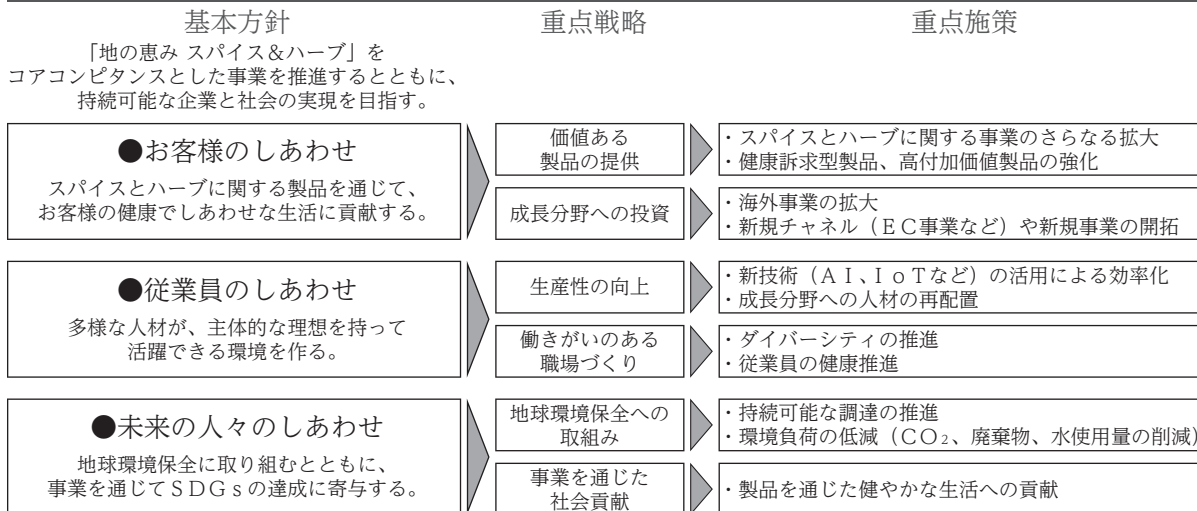 基本方針
重点戦略
重点施策
「地の恵み スパイス&ハーブ」を
コアコンピタンスとした事業を推進するとともに、
持続可能な企業と社会の実現を目指す。
●お客様のしあわせ
スパイスとハーブに関する製品を通じて、
お客様の健康でしあわせな生活に貢献する。
価値ある
製品の提供
・スパイスとハーブに関する事業のさらなる拡大
・健康訴求型製品、高付加価値製品の強化
成長分野への投資
・海外事業の拡大
・新規チャネル(EC事業など)や新規事業の開拓
●従業員のしあわせ
多様な人材が、主体的な理想を持って
活躍できる環境を作る。
生産性の向上
・新技術(AI、IoTなど)の活用による効率化
・成長分野への人材の再配置
働きがいのある
職場づくり
・ダイバーシティの推進
・従業員の健康推進
●未来の人々のしあわせ
地球環境保全に取り組むとともに、
事業を通じてSDGsの達成に寄与する。
地球環境保全への
取組み
・持続可能な調達の推進
・環境負荷の低減(CO₂、廃棄物、水使用量の削減)
事業を通じた
社会貢献
・製品を通じた健やかな生活への貢献